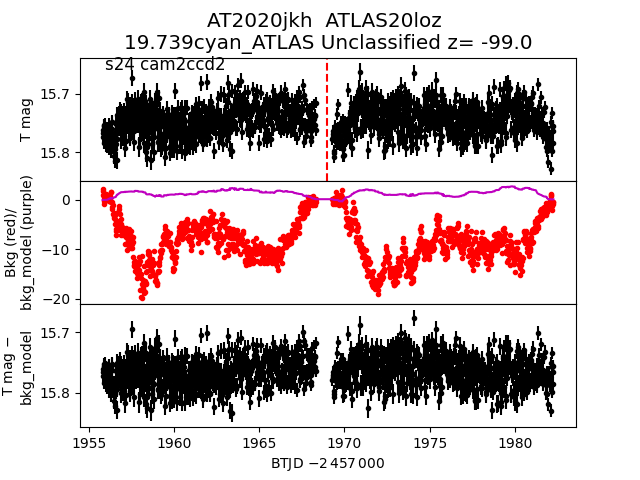 AT2020jkh ATLAS20loz
19.739cyan_ATLAS Unclassified z= -99.0
s24 cam2ccd2
15.7
15.8
T mag
0
−10
−20
Bkg (red)/
bkg_model (purple)
15.7
15.8
T mag −
bkg_model
1955 1960 1965 1970 1975 1980
BTJD −2 457 000